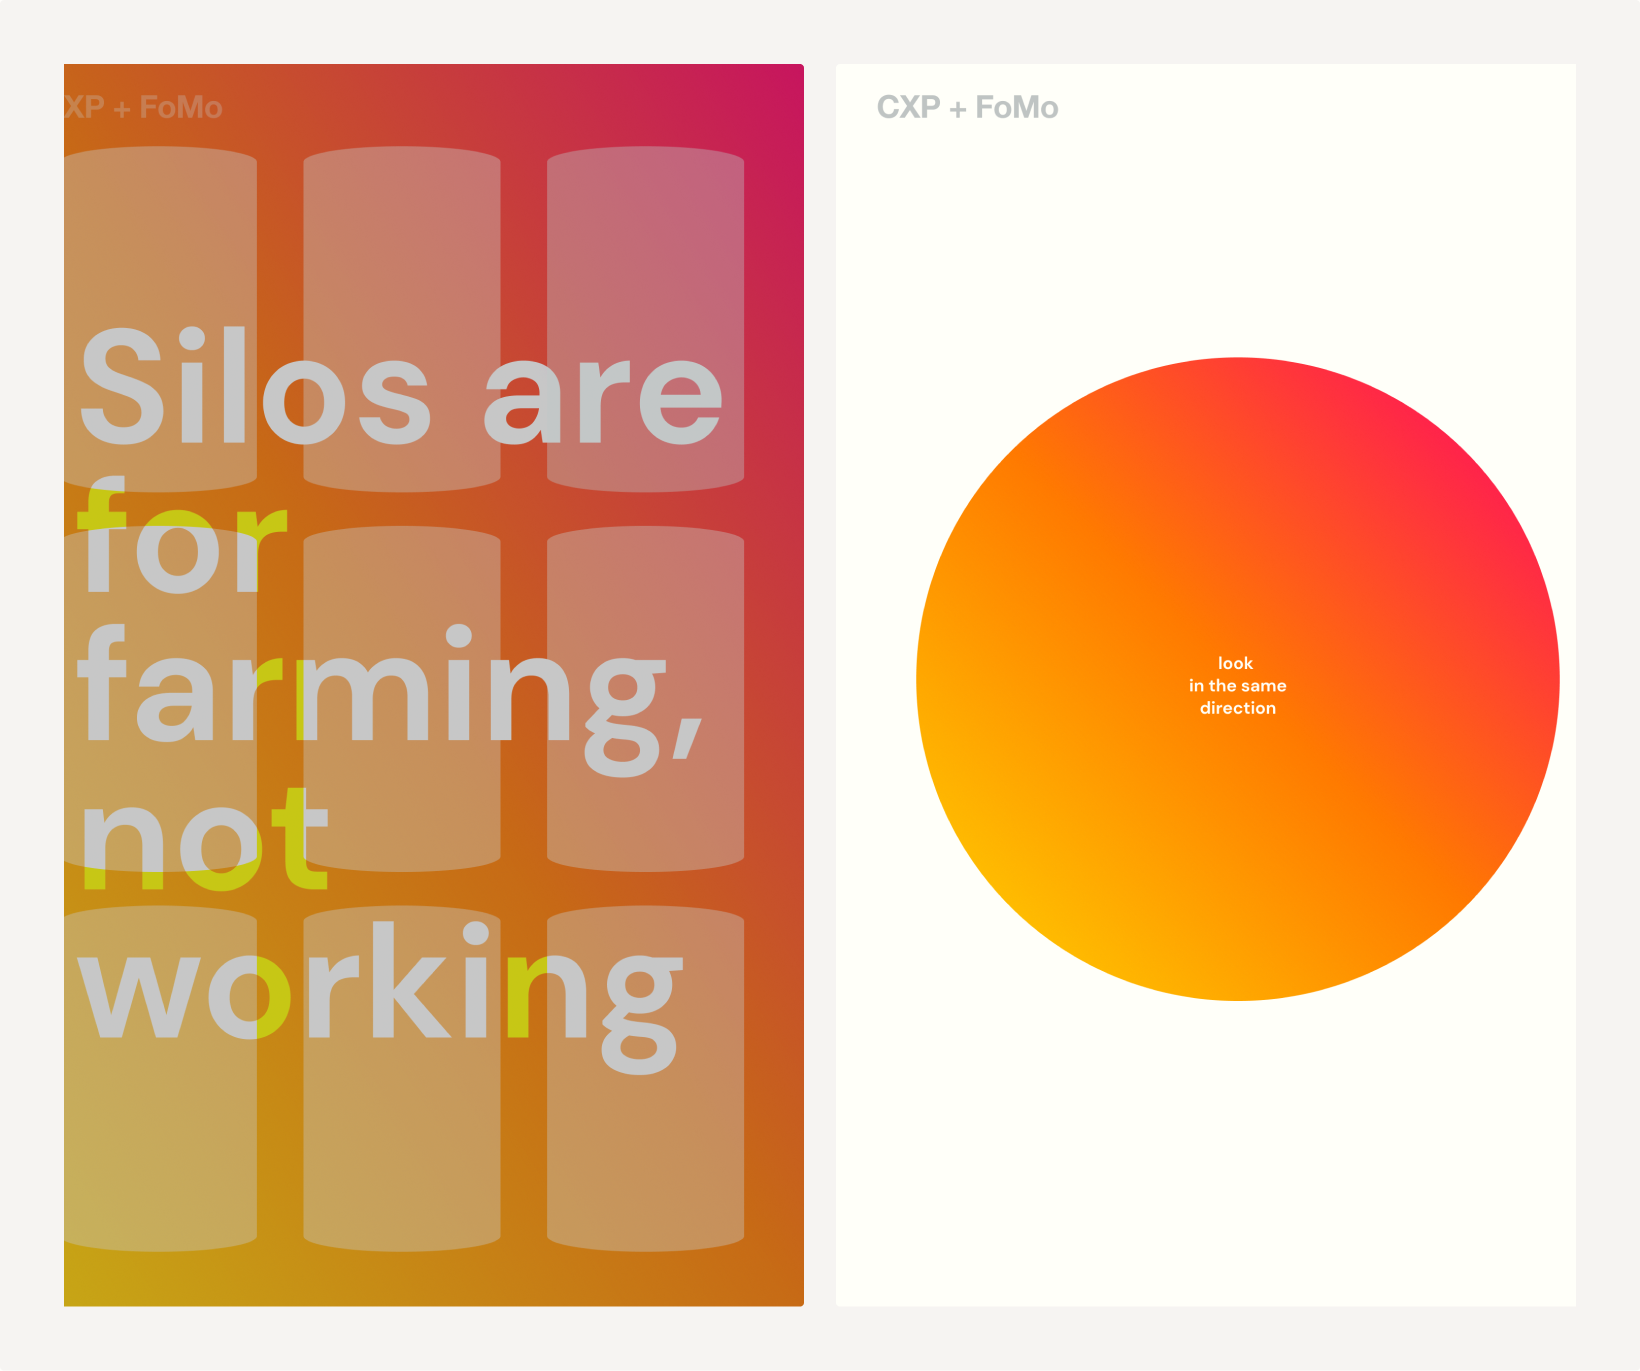 XP + FoMo
Silos are
for
farming,
not
working
CXP + FoMo
look
in the same
direction